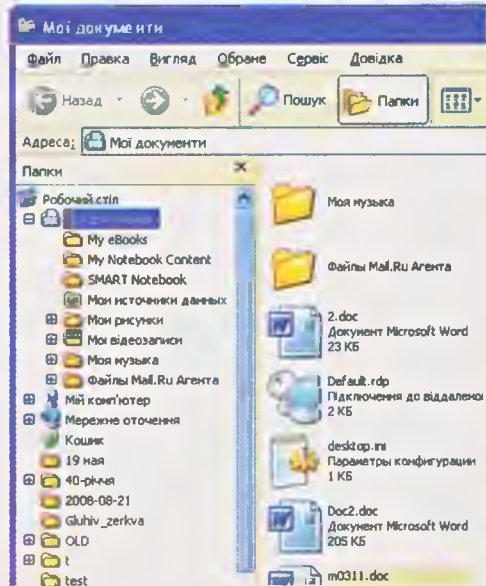 Мої документи
Файл Правка Вигляд Обране Сервіс Довідка
Назад Пошук Папки
Адреса: Мої документи
Папки
Робочий стіл
My eBooks
My Notebook Content
SMART Notebook
Мои источники данных
Мои рисунки
Мої відеозаписи
Моя музыка
Файлы Mail.Ru Агента
Мій комп'ютер
Мережне оточення
Кошик
19 мая
40-річчя
2008-08-21
Gluhiv_zerkva
OLD
t
test
Моя музыка
Файлы Mail.Ru Агента
2.doc
Документ Microsoft Word
23 КБ
Default.rdp
Підключення до віддалено
2 КБ
desktop.ini
Параметры конфигурации
1 КБ
Doc2.doc
Документ Microsoft Word
205 КБ
m0311.doc